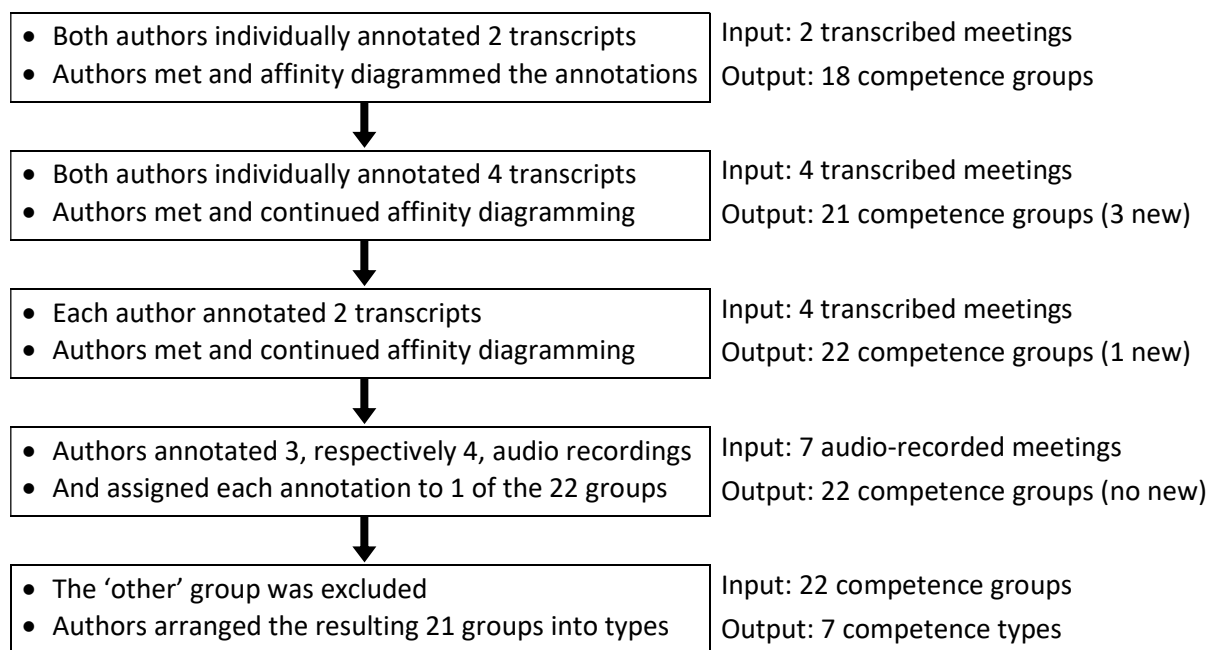 • Both authors individually annotated 2 transcripts
• Authors met and affinity diagrammed the annotations
Input: 2 transcribed meetings
Output: 18 competence groups
• Both authors individually annotated 4 transcripts
• Authors met and continued affinity diagramming
Input: 4 transcribed meetings
Output: 21 competence groups (3 new)
• Each author annotated 2 transcripts
• Authors met and continued affinity diagramming
Input: 4 transcribed meetings
Output: 22 competence groups (1 new)
• Authors annotated 3, respectively 4, audio recordings
• And assigned each annotation to 1 of the 22 groups
Input: 7 audio-recorded meetings
Output: 22 competence groups (no new)
• The ‘other’ group was excluded
• Authors arranged the resulting 21 groups into types
Input: 22 competence groups
Output: 7 competence types